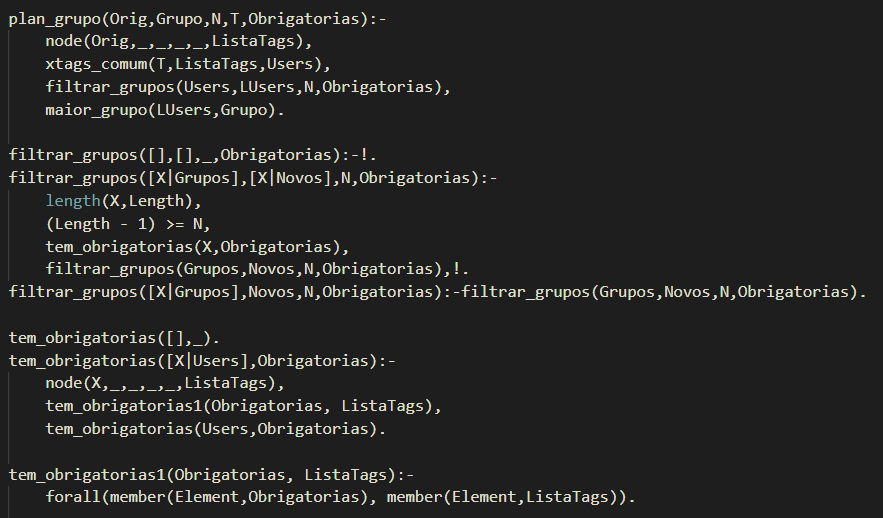 plan_grupo(Orig,Grupo,N,T,Obrigatorias):-
    node(Orig,_,_,_,_,ListaTags),
    xtags_comum(T,ListaTags,Users),
    filtrar_grupos(Users,LUsers,N,Obrigatorias),
    maior_grupo(LUsers,Grupo).

filtrar_grupos([],[],_,Obrigatorias):-!.
filtrar_grupos([X|Grupos],[X|Novos],N,Obrigatorias):-
    length(X,Length),
    (Length - 1) >= N,
    tem_obrigatorias(X,Obrigatorias),
    filtrar_grupos(Grupos,Novos,N,Obrigatorias),!.
filtrar_grupos([X|Grupos],Novos,N,Obrigatorias):-filtrar_grupos(Grupos,Novos,N,Obrigatorias).

tem_obrigatorias([],_).
tem_obrigatorias([X|Users],Obrigatorias):-
    node(X,_,_,_,_,ListaTags),
    tem_obrigatorias1(Obrigatorias, ListaTags),
    tem_obrigatorias(Users,Obrigatorias).

tem_obrigatorias1(Obrigatorias, ListaTags):-
    forall(member(Element,Obrigatorias), member(Element,ListaTags)).